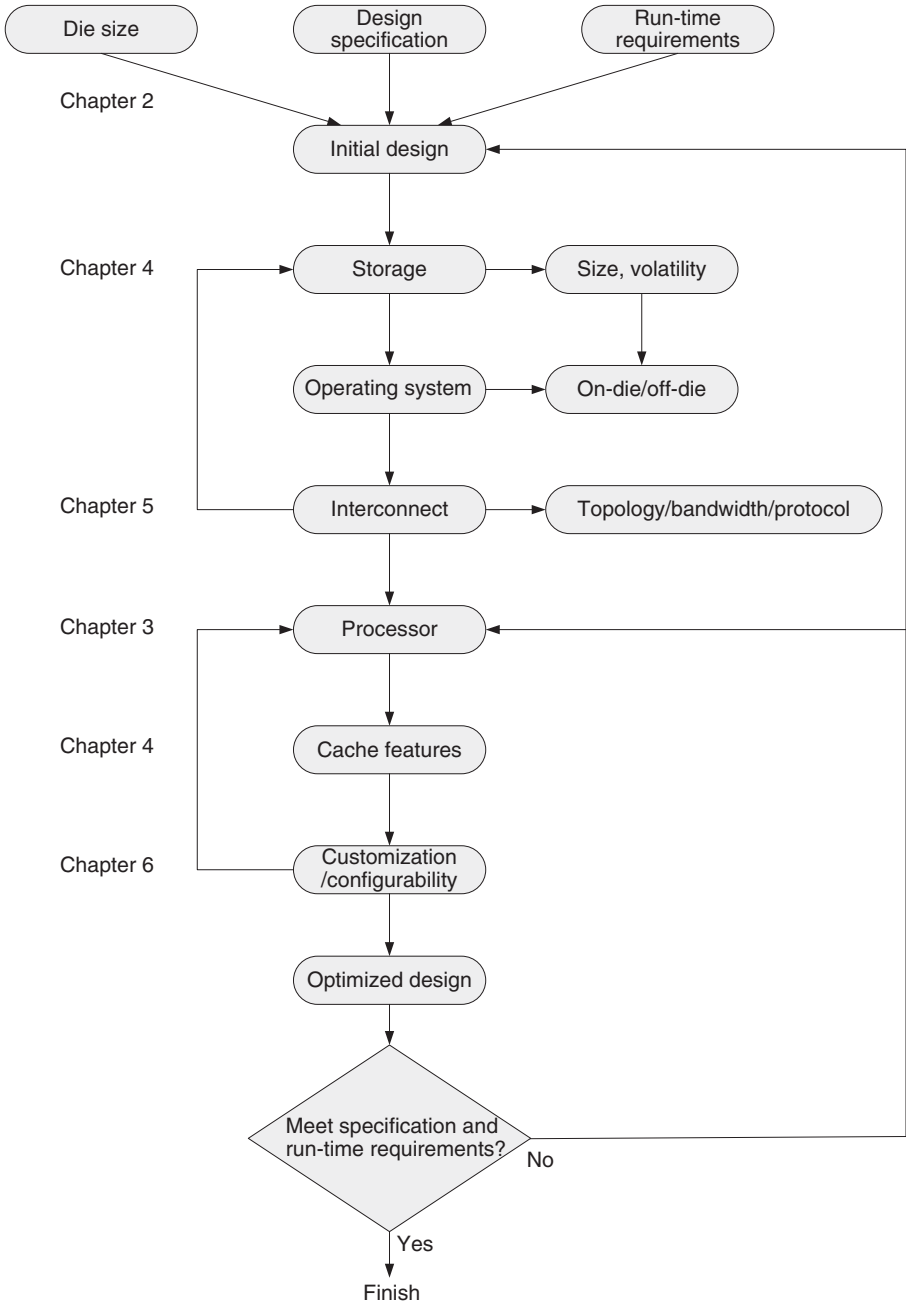 Die size
Design
specification
Run-time
requirements
Chapter 2
Initial design
Chapter 4
Storage
Size, volatility
Operating system
On-die/off-die
Chapter 5
Interconnect
Topology/bandwidth/protocol
Chapter 3
Processor
Chapter 4
Cache features
Chapter 6
Customization
/configurability
Optimized design
Meet specification and
run-time requirements?
No
Yes
Finish